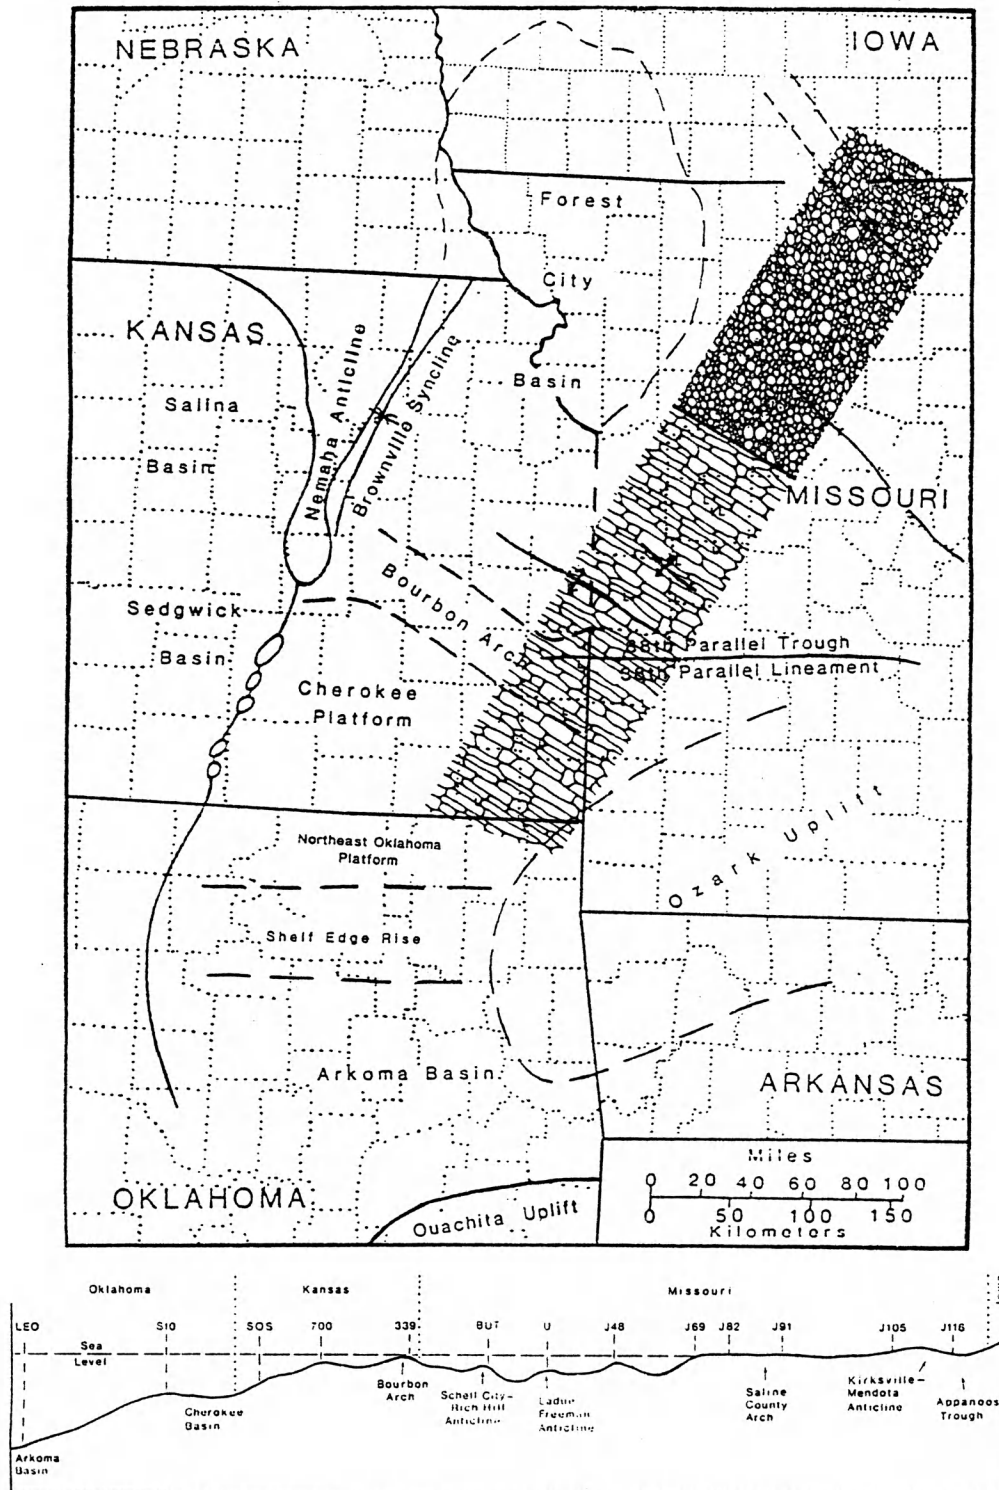 NEBRASKA
IOWA
Forest
City
Basin
KANSAS
Salina
Basin
Nemaha Anticline
Brownville Syncline
MISSOURI
Sedgwick
Basin
Bourbon Arch
38th Parallel Trough
38th Parallel Lineament
Cherokee
Platform
Ozark Uplift
Northeast Oklahoma
Platform
Shelf Edge Rise
Arkoma Basin
ARKANSAS
OKLAHOMA
Ouachita Uplift
Miles
0 20 40 60 80 100
0 50 100 150
Kilometers
Oklahoma Kansas Missouri
LEO S10 SOS 700 339 BUT U J48 J69 J82 J91 J105 J116
Sea
Level
Bourbon
Arch
Schell City-
Rich Hill
Anticline
Ladue
Freeman
Anticline
Saline
County
Arch
Kirksville-
Mendota
Anticline
Appanoos
Trough
Cherokee
Basin
Arkoma
Basin